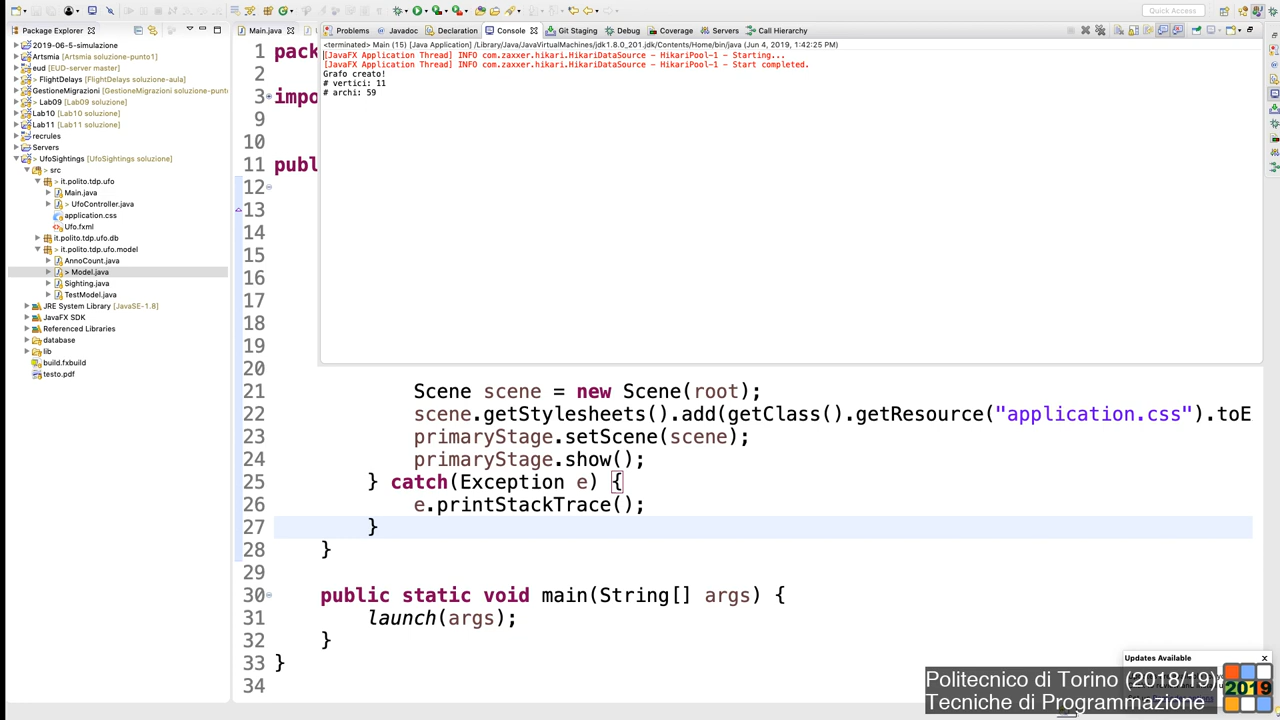 Quick Access
Package Explorer
2019-06-5-simulazione
Artsmia [Artsmia soluzione-punto1]
eud [EUD-server master]
> FlightDelays [FlightDelays soluzione-aula]
GestioneMigrazioni [GestioneMigrazioni soluzione]
> Lab09 [Lab09 soluzione]
Lab10 [Lab10 soluzione]
Lab11 [Lab11 soluzione]
recrules
Servers
> UfoSightings [UfoSightings soluzione]
> src
> it.polito.tdp.ufo
Main.java
> UfoController.java
application.css
Ufo.fxml
it.polito.tdp.ufo.db
> it.polito.tdp.ufo.model
AnnoCount.java
> Model.java
Sighting.java
TestModel.java
JRE System Library [JavaSE-1.8]
JavaFX SDK
Referenced Libraries
database
lib
build.fxbuild
testo.pdf
Main.java
Problems Javadoc Declaration Console Git Staging Debug Coverage Servers Call Hierarchy
<terminated> Main (15) [Java Application] /Library/Java/JavaVirtualMachines/jdk1.8.0_201.jdk/Contents/Home/bin/java (Jun 4, 2019, 1:42:25 PM)
[JavaFX Application Thread] INFO com.zaxxer.hikari.HikariDataSource - HikariPool-1 - Starting...
[JavaFX Application Thread] INFO com.zaxxer.hikari.HikariDataSource - HikariPool-1 - Start completed.
Grafo creato!
# vertici: 11
# archi: 59
1 pack
2
3 impo
9
10
11 publ
12
13
14
15
16
17
18
19
20
21 Scene scene = new Scene(root);
22 scene.getStylesheets().add(getClass().getResource("application.css").toE
23 primaryStage.setScene(scene);
24 primaryStage.show();
25 } catch(Exception e) {
26 e.printStackTrace();
27 }
28 }
29
30 public static void main(String[] args) {
31 launch(args);
32 }
33 }
34
Updates Available
Politecnico di Torino (2018/19)
Tecniche di Programmazione
2019